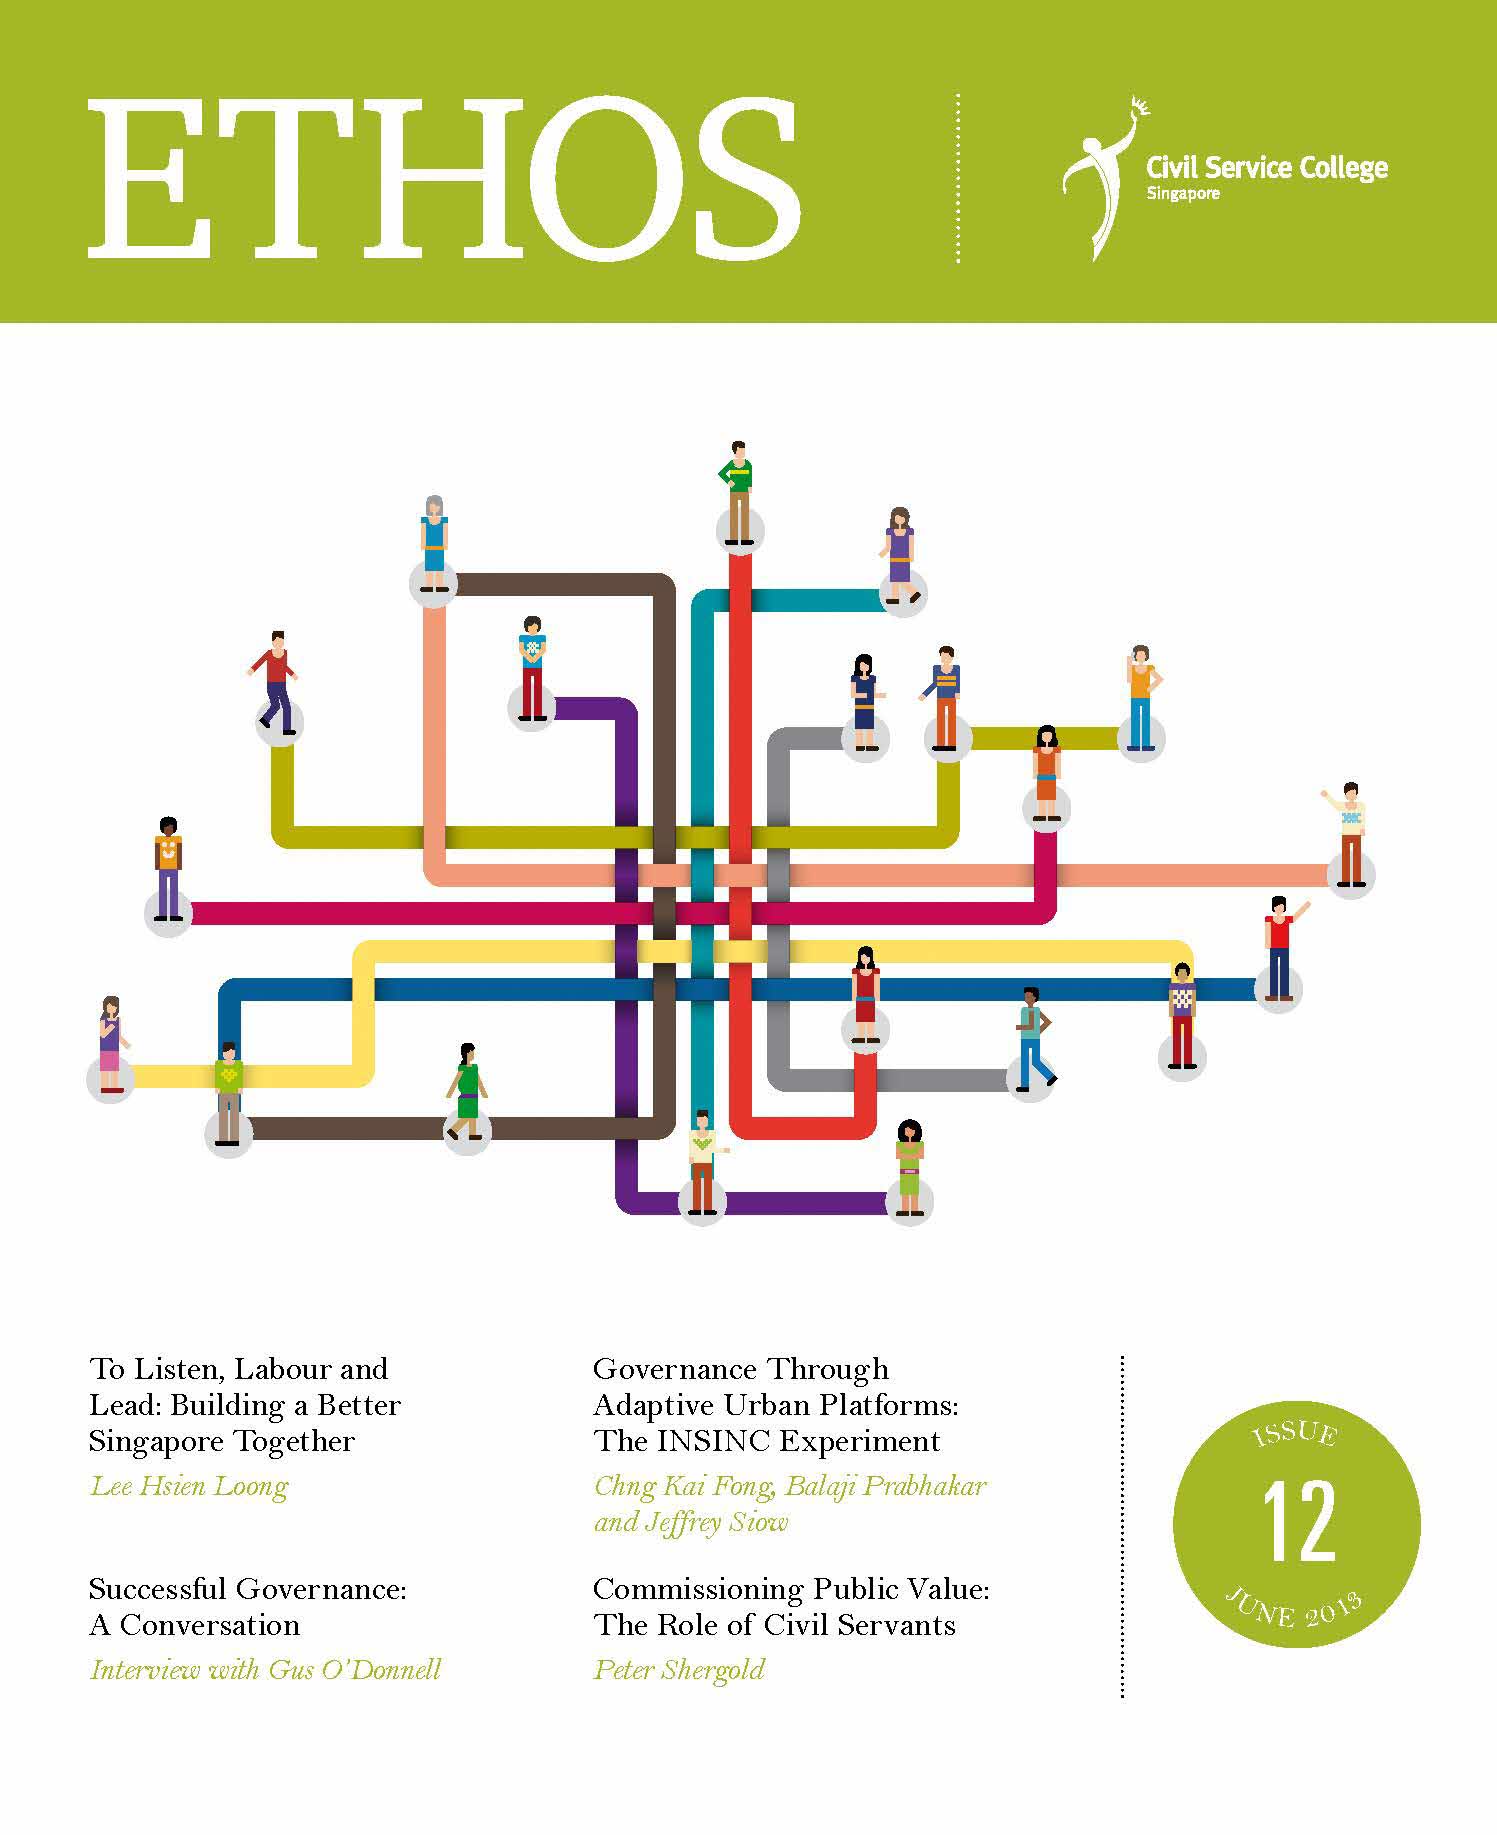 ETHOS
Civil Service College
Singapore
To Listen, Labour and
Lead: Building a Better
Singapore Together
Lee Hsien Loong
Successful Governance:
A Conversation
Interview with Gus O'Donnell
Governance Through
Adaptive Urban Platforms:
The INSINC Experiment
Chng Kai Fong, Balaji Prabhakar
and Jeffrey Siow
Commissioning Public Value:
The Role of Civil Servants
Peter Shergold
ISSUE
12
JUNE 2013